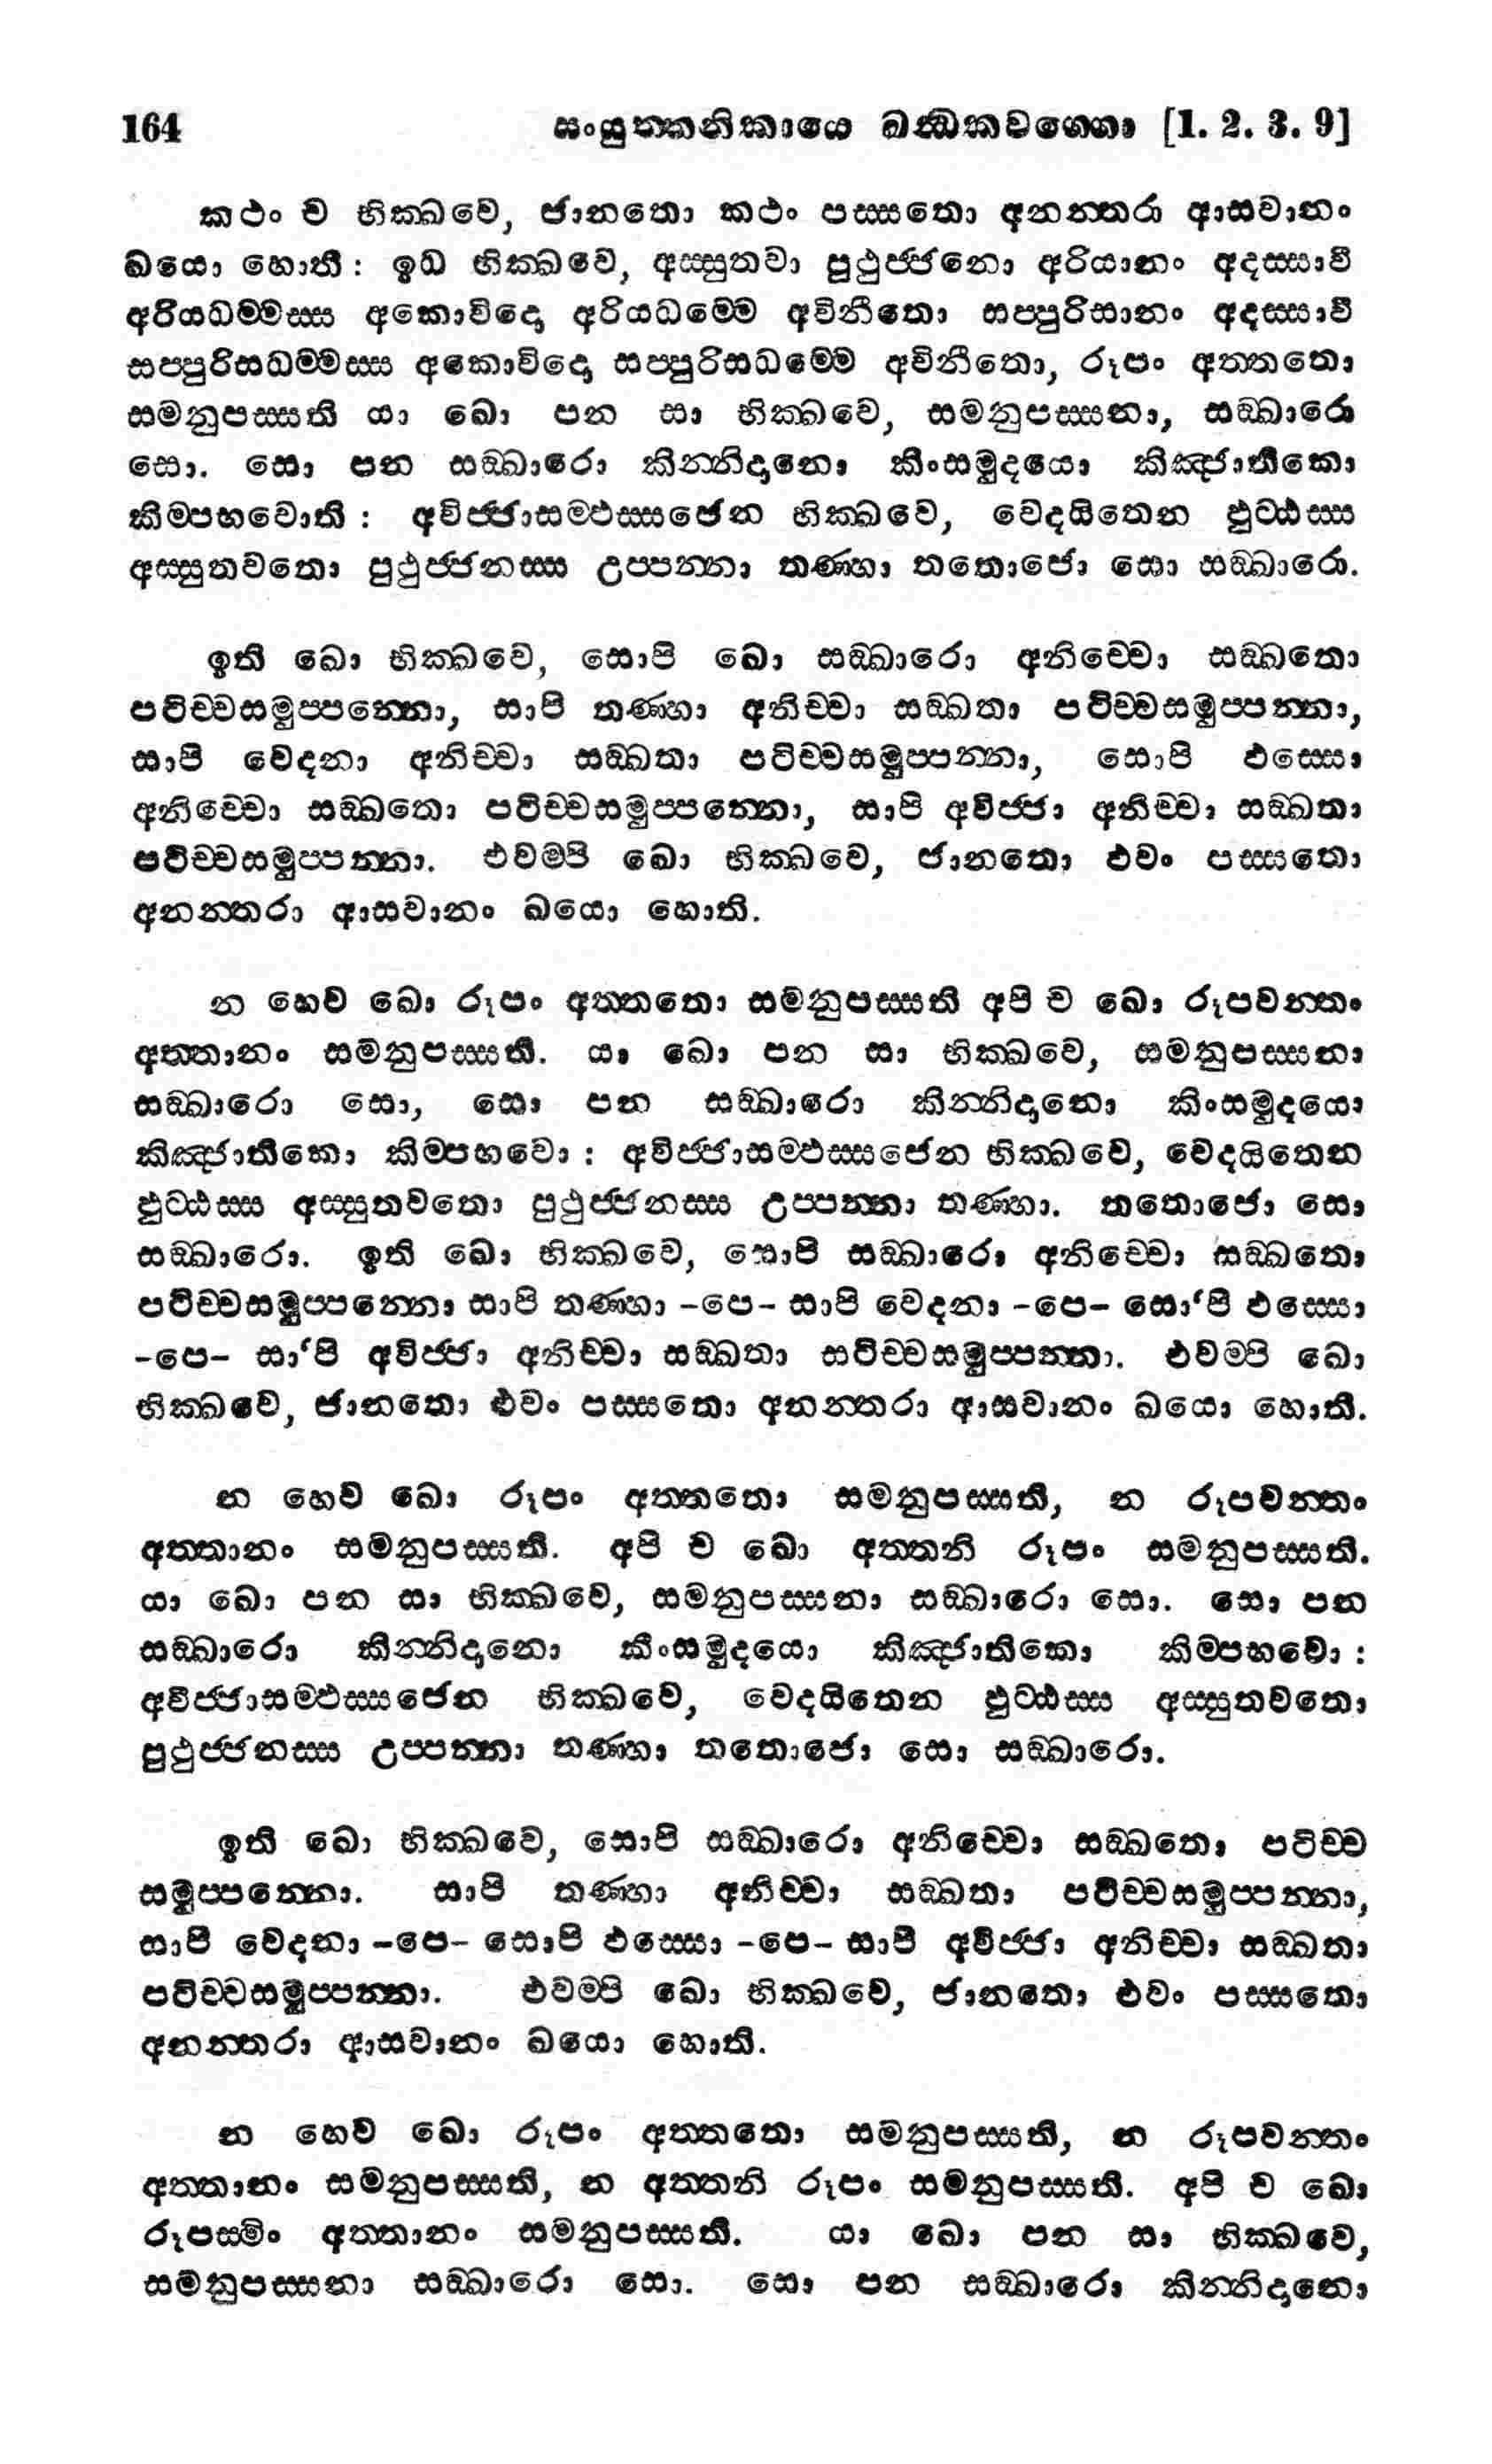 164 සංයුත්තනිකායෙ ඛන්ධකවග්ගො [1. 2. 3. 9]
කථං ච භික්ඛවෙ, ජානතො කථං පස්සතො අනන්තරා ආසවානං
ඛයො හොති : ඉධ භික්ඛවෙ, අස්සුතවා පුථුජ්ජනො අරියානං අදස්සාවී
අරියධම්මස්ස අකොවිදො අරියධම්මෙ අවිනීතො සප්පුරිසානං අදස්සාවී
සප්පුරිසධම්මස්ස අකොවිදො සප්පුරිසධම්මෙ අවිනීතො, රූපං අත්තතො
සමනුපස්සති යා ඛො පන සා භික්ඛවෙ, සමනුපස්සනා, සඞ්ඛාරො
සො. සො පන සඞ්ඛාරො කින්නිදානො කිංසමුදයො කිඤ්ජාතිකො
කිම්පභවොති : අවිජ්ජාසම්ඵස්සජෙන භික්ඛවෙ, වෙදයිතෙන ඵුට්ඨස්ස
අස්සුතවතො පුථුජ්ජනස්ස උප්පන්නා තණ්හා තතොජො සො සඞ්ඛාරො.
ඉති ඛො භික්ඛවෙ, සොපි ඛො සඞ්ඛාරො අනිච්චො සඞ්ඛතො
පටිච්චසමුප්පන්නො, සාපි තණ්හා අනිච්චා සඞ්ඛතා පටිච්චසමුප්පන්නා,
සාපි වෙදනා අනිච්චා සඞ්ඛතා පටිච්චසමුප්පන්නා, සොපි ඵස්සො
අනිච්චො සඞ්ඛතො පටිච්චසමුප්පන්නො, සාපි අවිජ්ජා අනිච්චා සඞ්ඛතා
පටිච්චසමුප්පන්නා. එවම්පි ඛො භික්ඛවෙ, ජානතො එවං පස්සතො
අනන්තරා ආසවානං ඛයො හොති.
න හෙව ඛො රූපං අත්තතො සමනුපස්සති අපි ච ඛො රූපවන්තං
අත්තානං සමනුපස්සති. යා ඛො පන සා භික්ඛවෙ, සමනුපස්සනා
සඞ්ඛාරො සො, සො පන සඞ්ඛාරො කින්නිදානො කිංසමුදයො
කිඤ්ජාතිකො කිම්පභවො : අවිජ්ජාසම්ඵස්සජෙන භික්ඛවෙ, වෙදයිතෙන
ඵුට්ඨස්ස අස්සුතවතො පුථුජ්ජනස්ස උප්පන්නා තණ්හා. තතොජො සො
සඞ්ඛාරො. ඉති ඛො භික්ඛවෙ, සොපි සඞ්ඛාරො අනිච්චො සඞ්ඛතො
පටිච්චසමුප්පන්නො සාපි තණ්හා -පෙ- සාපි වෙදනා -පෙ- සො‘පි ඵස්සො
-පෙ- සා‘පි අවිජ්ජා අනිච්චා සඞ්ඛතා සටිච්චසමුප්පන්නා. එවම්පි ඛො
භික්ඛවෙ, ජානතො එවං පස්සතො අනන්තරා ආසවානං ඛයො හොති.
න හෙව ඛො රූපං අත්තතො සමනුපස්සති, න රූපවන්තං
අත්තානං සමනුපස්සති. අපි ච ඛො අත්තනි රූපං සමනුපස්සති.
යා ඛො පන සා භික්ඛවෙ, සමනුපස්සනා සඞ්ඛාරො සො. සො පන
සඞ්ඛාරො කින්නිදානො කිංසමුදයො කිඤ්ජාතිකො කිම්පභවො :
අවිජ්ජාසම්ඵස්සජෙන භික්ඛවෙ, වෙදයිතෙන ඵුට්ඨස්ස අස්සුතවතො
පුථුජ්ජනස්ස උප්පන්නා තණ්හා තතොජො සො සඞ්ඛාරො.
ඉති ඛො භික්ඛවෙ, සොපි සඞ්ඛාරො අනිච්චො සඞ්ඛතො පටිච්ච
සමුප්පන්නො. සාපි තණ්හා අනිච්චා සඞ්ඛතා පටිච්චසමුප්පන්නා,
සාපි වෙදනා -පෙ- සොපි ඵස්සො -පෙ- සාපි අවිජ්ජා අනිච්චා සඞ්ඛතා
පටිච්චසමුප්පන්නා. එවම්පි ඛො භික්ඛවෙ, ජානතො එවං පස්සතො
අනන්තරා ආසවානං ඛයො හොති.
න හෙව ඛො රූපං අත්තතො සමනුපස්සති, න රූපවන්තං
අත්තානං සමනුපස්සති, න අත්තනි රූපං සමනුපස්සති. අපි ච ඛො
රූපස්මිං අත්තානං සමනුපස්සති. යා ඛො පන සා භික්ඛවෙ,
සමනුපස්සනා සඞ්ඛාරො සො. සො පන සඞ්ඛාරො කින්නිදානො